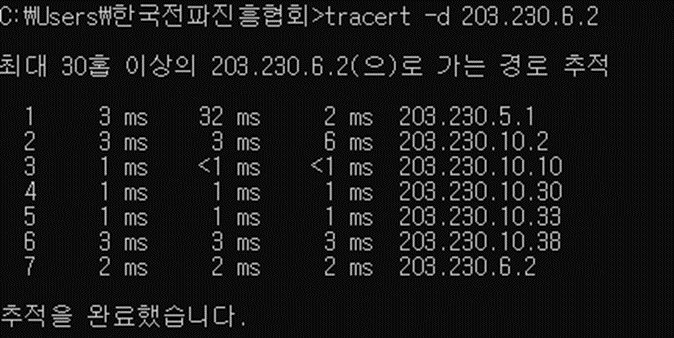 C:₩Users₩한국전파진흥협회>tracert -d 203.230.6.2
최대 30홉 이상의 203.230.6.2(으)로 가는 경로 추적
1 3 ms 32 ms 2 ms 203.230.5.1
2 3 ms 3 ms 6 ms 203.230.10.2
3 1 ms <1 ms <1 ms 203.230.10.10
4 1 ms 1 ms 1 ms 203.230.10.30
5 1 ms 1 ms 1 ms 203.230.10.33
6 3 ms 3 ms 3 ms 203.230.10.38
7 2 ms 2 ms 2 ms 203.230.6.2
추적을 완료했습니다.